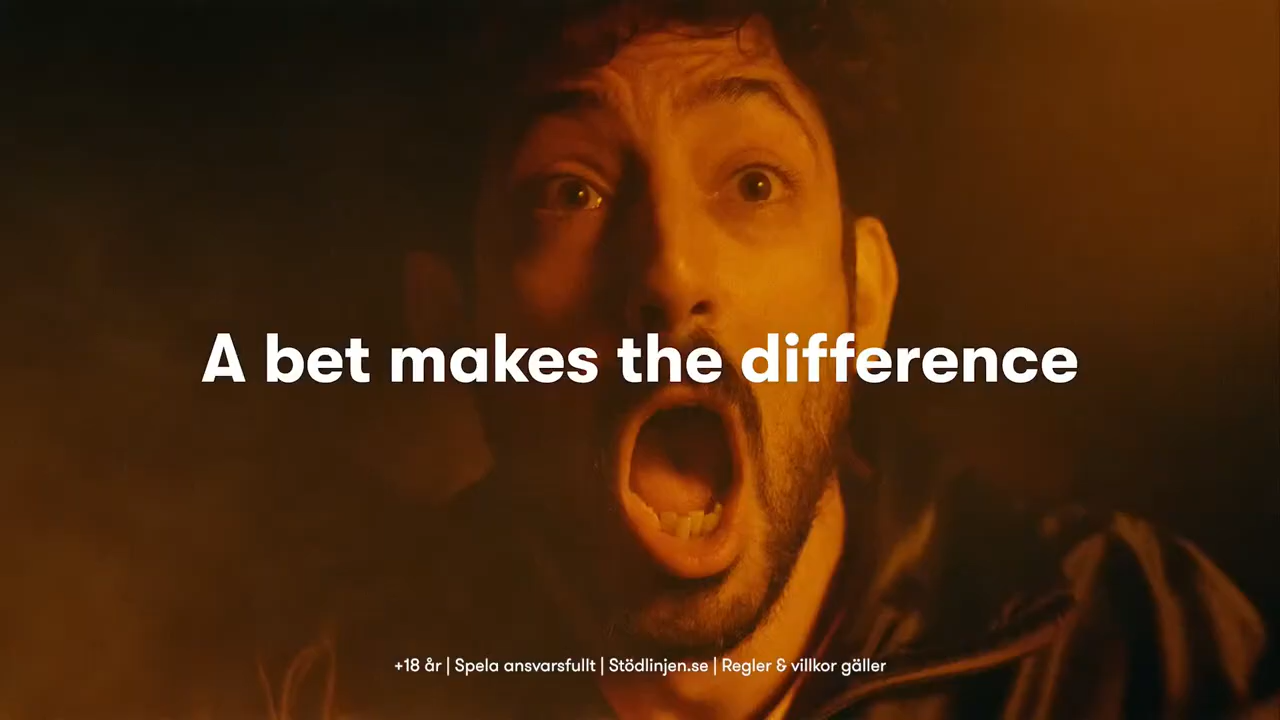 A bet makes the difference
+18 år | Spela ansvarsfullt | Stödlinjen.se | Regler & villkor gäller